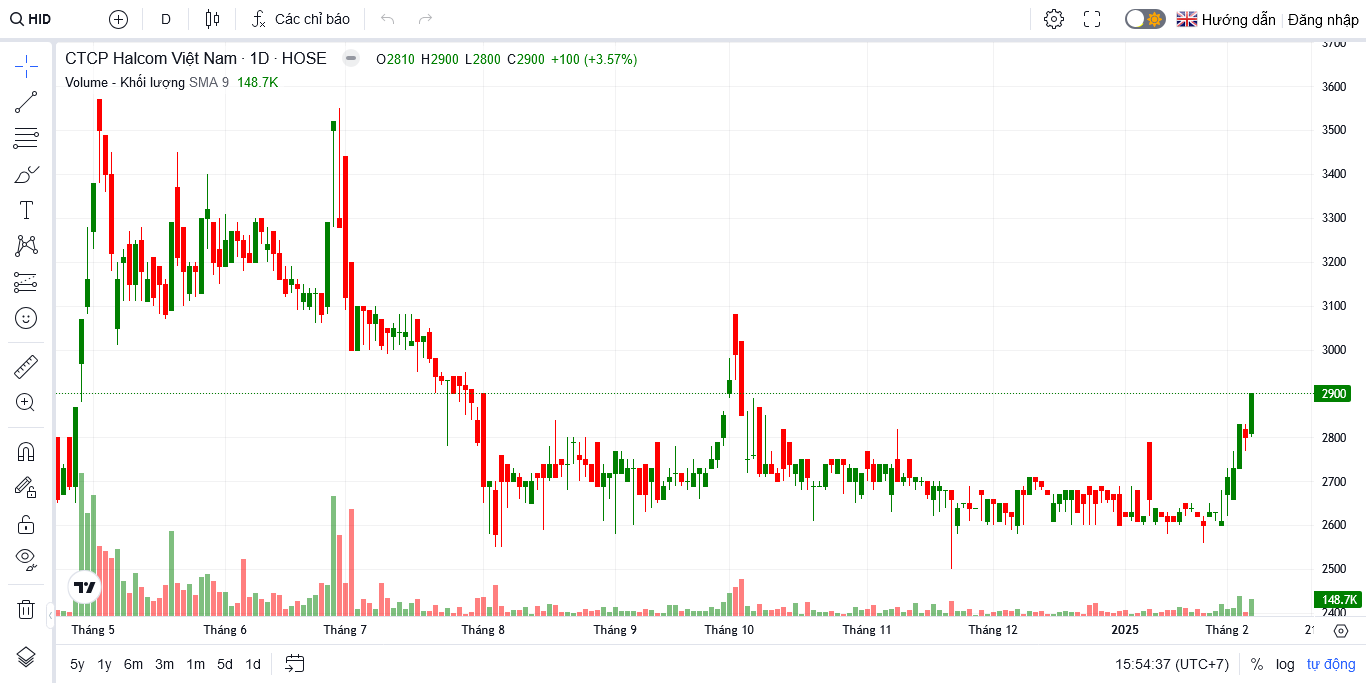 HID D Các chỉ báo Hướng dẫn Đăng nhập
CTCP Halcom Việt Nam · 1D · HOSE O2810 H2900 L2800 C2900 +100 (+3.57%)
Volume - Khối lượng SMA 9 148.7K
3700
3600
3500
3400
3300
3200
3100
3000
2900
2800
2700
2600
2500
148.7K
2400
Tháng 5 Tháng 6 Tháng 7 Tháng 8 Tháng 9 Tháng 10 Tháng 11 Tháng 12 2025 Tháng 2
5y 1y 6m 3m 1m 5d 1d 15:54:37 (UTC+7) % log tự động